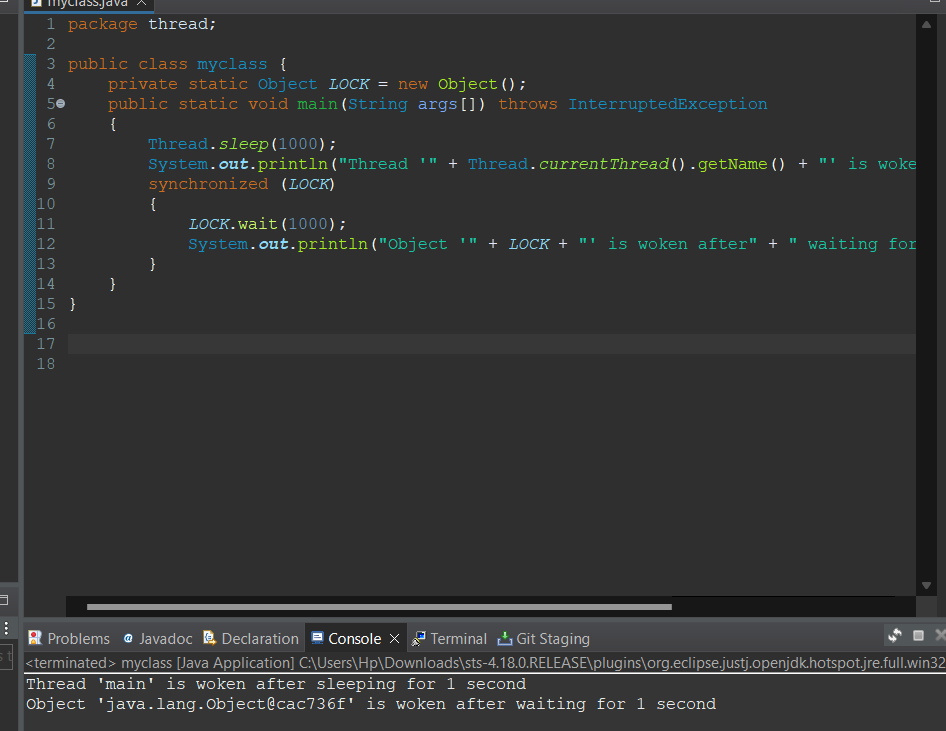 myclass.java
1 package thread;
2
3 public class myclass {
4 private static Object LOCK = new Object();
5 public static void main(String args[]) throws InterruptedException
6 {
7 Thread.sleep(1000);
8 System.out.println("Thread '" + Thread.currentThread().getName() + "' is woke
9 synchronized (LOCK)
10 {
11 LOCK.wait(1000);
12 System.out.println("Object '" + LOCK + "' is woken after" + " waiting for
13 }
14 }
15 }
16
17
18
Problems @ Javadoc Declaration Console Terminal Git Staging
<terminated> myclass [Java Application] C:\Users\Hp\Downloads\sts-4.18.0.RELEASE\plugins\org.eclipse.justj.openjdk.hotspot.jre.full.win32
Thread 'main' is woken after sleeping for 1 second
Object 'java.lang.Object@cac736f' is woken after waiting for 1 second